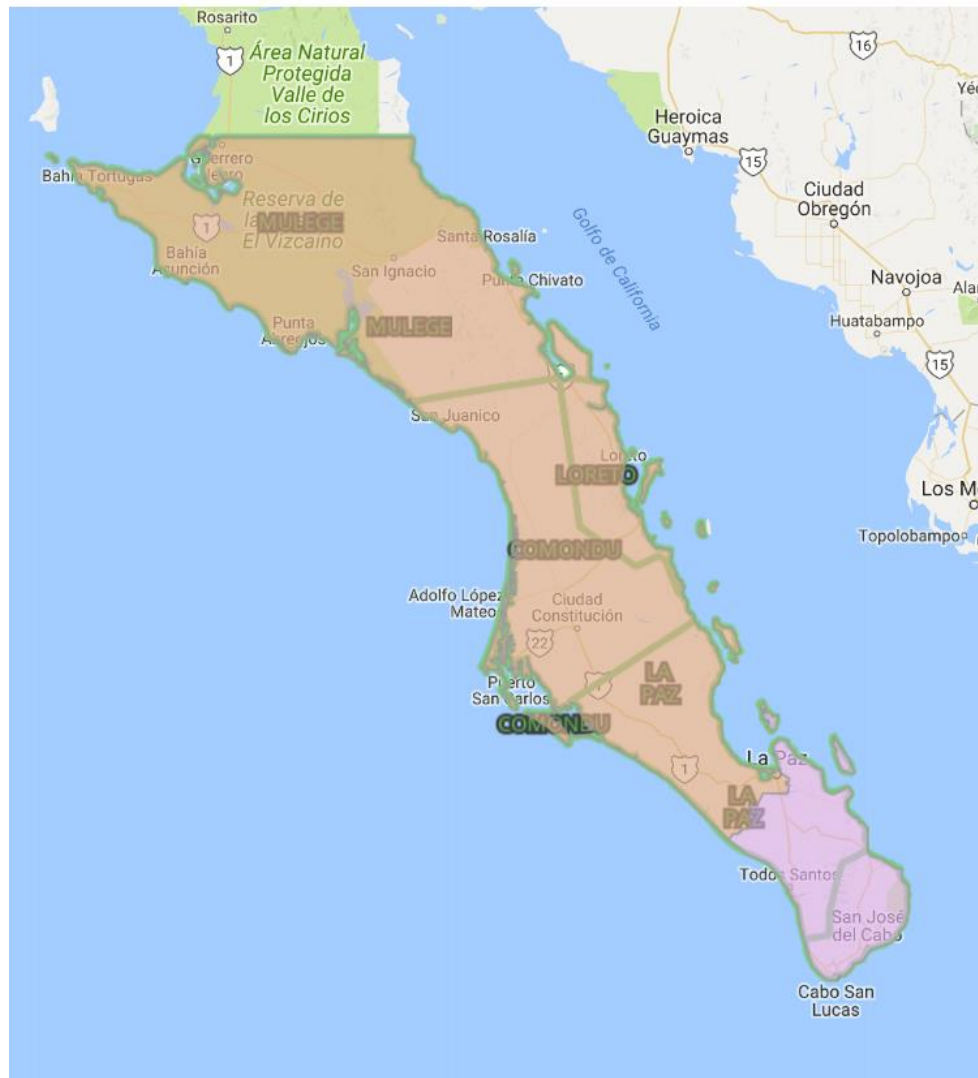 Rosarito
1
Área Natural
Protegida
Valle de
los Cirios
16
Heroica
Guaymas
15
Ciudad
Obregón
Bahía Tortugas
Guerrero
Negro
Reserva de
la
El Vizcaino
MULEGE
1
Bahía
Asunción
Santa Rosalía
San Ignacio
Punta Chivato
Golfo de California
Navojoa
Huatabampo
15
Punta
Abreojos
MULEGE
San Juanico
Loreto
LORETO
Los M
Topolobampo
COMONDU
Adolfo López
Mateo
Ciudad
Constitución
22
1
LA
PAZ
Puerto
San Carlos
COMONDU
La Paz
1
LA
PAZ
Todos Santos
San José
del Cabo
Cabo San
Lucas